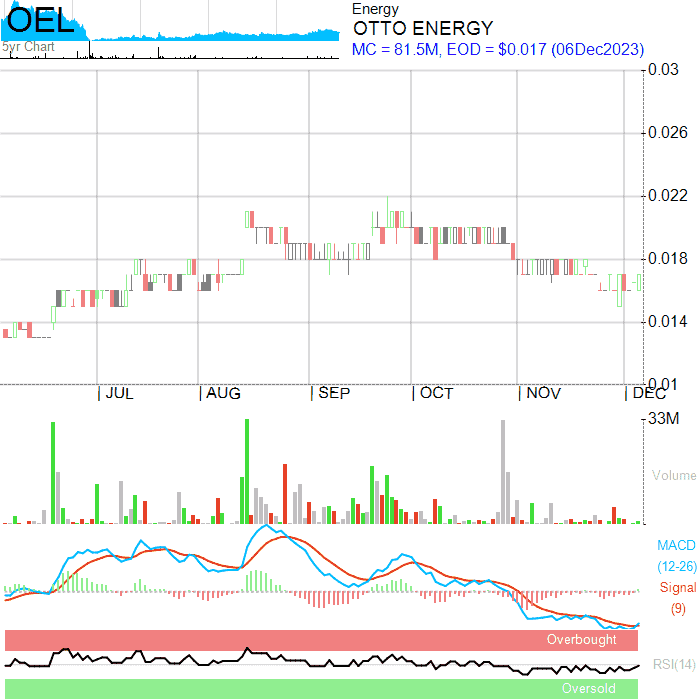 OEL
5yr Chart
Energy
OTTO ENERGY
MC = 81.5M, EOD = $0.017 (06Dec2023)
0.03
0.026
0.022
0.018
0.014
0.01
| JUL | AUG | SEP | OCT | NOV | DEC
33M
Volume
MACD
(12-26)
Signal
(9)
Overbought
RSI(14)
Oversold